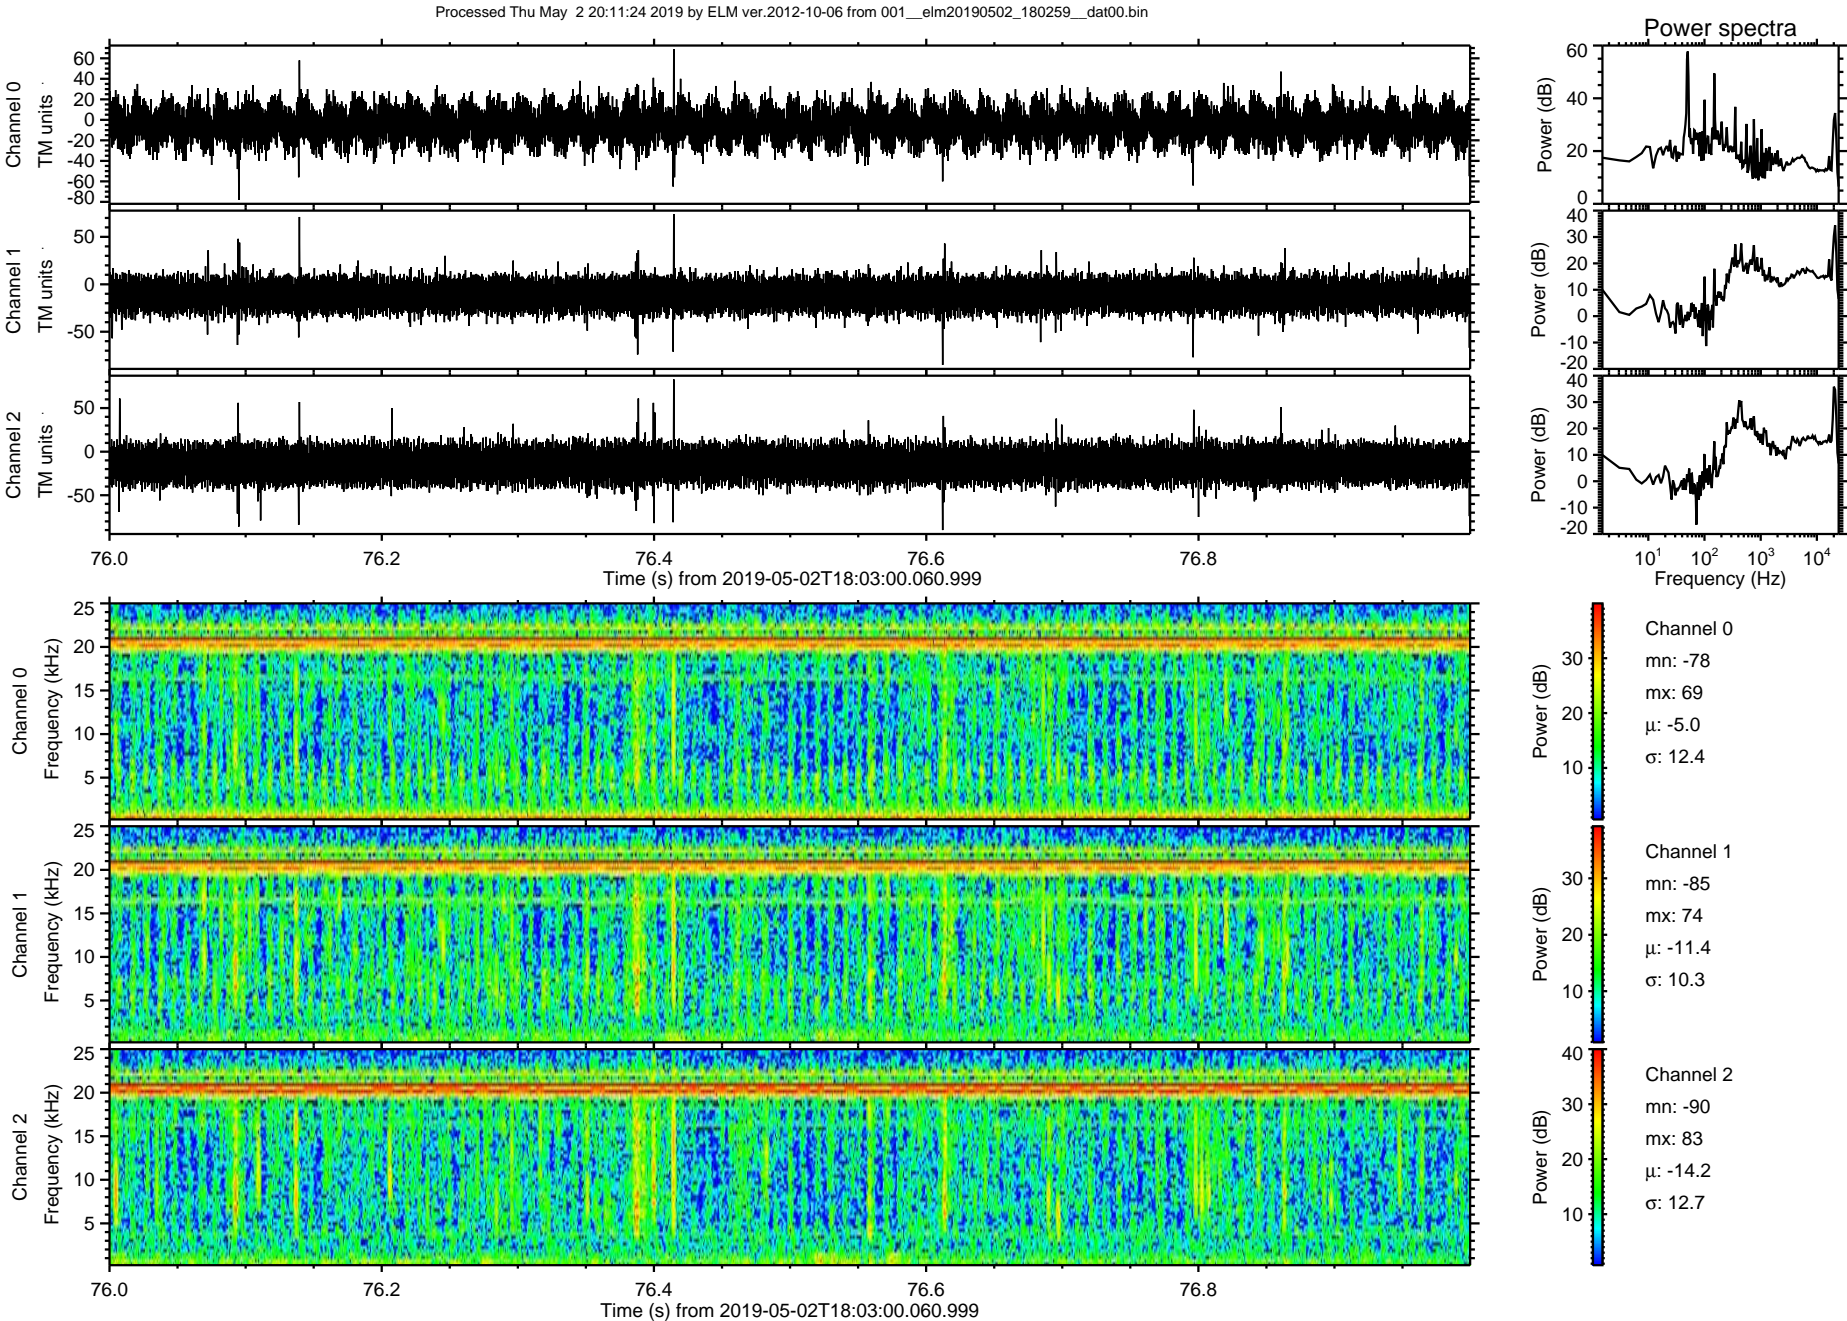 Processed Thu May  2 20:11:24 2019 by ELM ver.2012-10-06 from 001__elm20190502_180259__dat00.bin
Power spectra
Channel 0
TM units
60
40
20
0
-20
-40
-60
-80
Power (dB)
60
40
20
0
Channel 1
TM units
50
0
-50
Power (dB)
40
30
20
10
0
-10
-20
Channel 2
TM units
50
0
-50
Power (dB)
40
30
20
10
0
-10
-20
76.0 76.2 76.4 76.6 76.8
Time (s) from 2019-05-02T18:03:00.060.999
10^1 10^2 10^3 10^4
Frequency (Hz)
Channel 0
Frequency (kHz)
25
20
15
10
5
Power (dB)
30
20
10
Channel 0
mn: -78
mx: 69
μ: -5.0
σ: 12.4
Channel 1
Frequency (kHz)
25
20
15
10
5
Power (dB)
30
20
10
Channel 1
mn: -85
mx: 74
μ: -11.4
σ: 10.3
Channel 2
Frequency (kHz)
25
20
15
10
5
Power (dB)
40
30
20
10
Channel 2
mn: -90
mx: 83
μ: -14.2
σ: 12.7
76.0 76.2 76.4 76.6 76.8
Time (s) from 2019-05-02T18:03:00.060.999